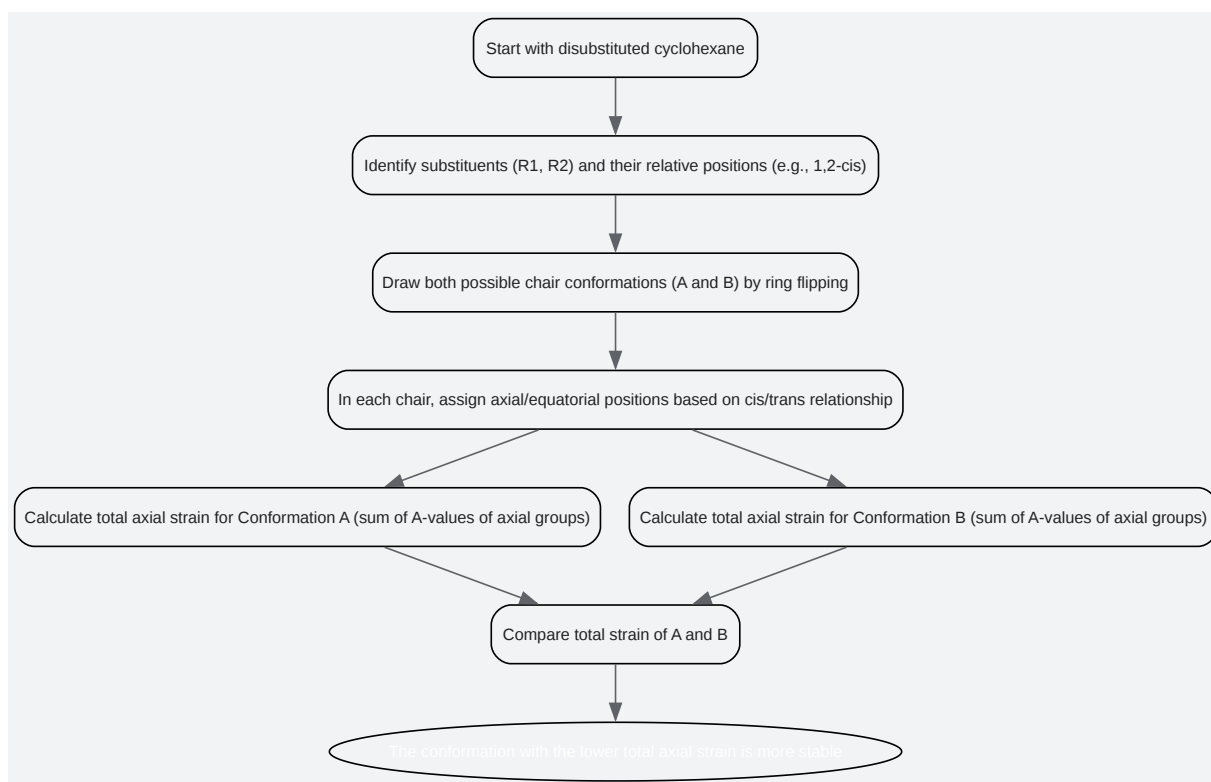 Start with disubstituted cyclohexane
Identify substituents (R1, R2) and their relative positions (e.g., 1,2-cis)
Draw both possible chair conformations (A and B) by ring flipping
In each chair, assign axial/equatorial positions based on cis/trans relationship
Calculate total axial strain for Conformation A (sum of A-values of axial groups)
Calculate total axial strain for Conformation B (sum of A-values of axial groups)
Compare total strain of A and B
The conformation with the lower total axial strain is more stable